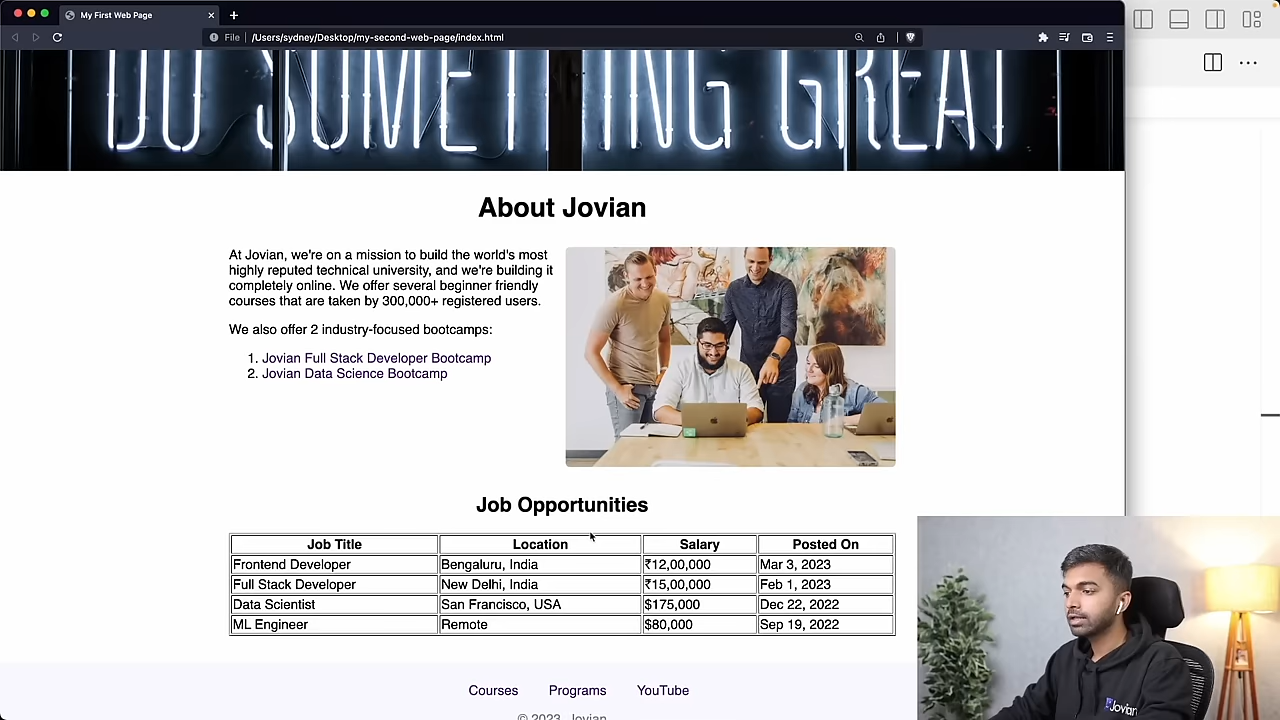 My First Web Page
File
/Users/sydney/Desktop/my-second-web-page/index.html
DO SOMETHING GREAT
About Jovian
At Jovian, we're on a mission to build the world's most
highly reputed technical university, and we're building it
completely online. We offer several beginner friendly
courses that are taken by 300,000+ registered users.
We also offer 2 industry-focused bootcamps:
1. Jovian Full Stack Developer Bootcamp
2. Jovian Data Science Bootcamp
Job Opportunities
Job Title Location Salary Posted On
Frontend Developer Bengaluru, India ₹12,00,000 Mar 3, 2023
Full Stack Developer New Delhi, India ₹15,00,000 Feb 1, 2023
Data Scientist San Francisco, USA $175,000 Dec 22, 2022
ML Engineer Remote $80,000 Sep 19, 2022
Courses Programs YouTube
© 2023, Jovian
Jovian